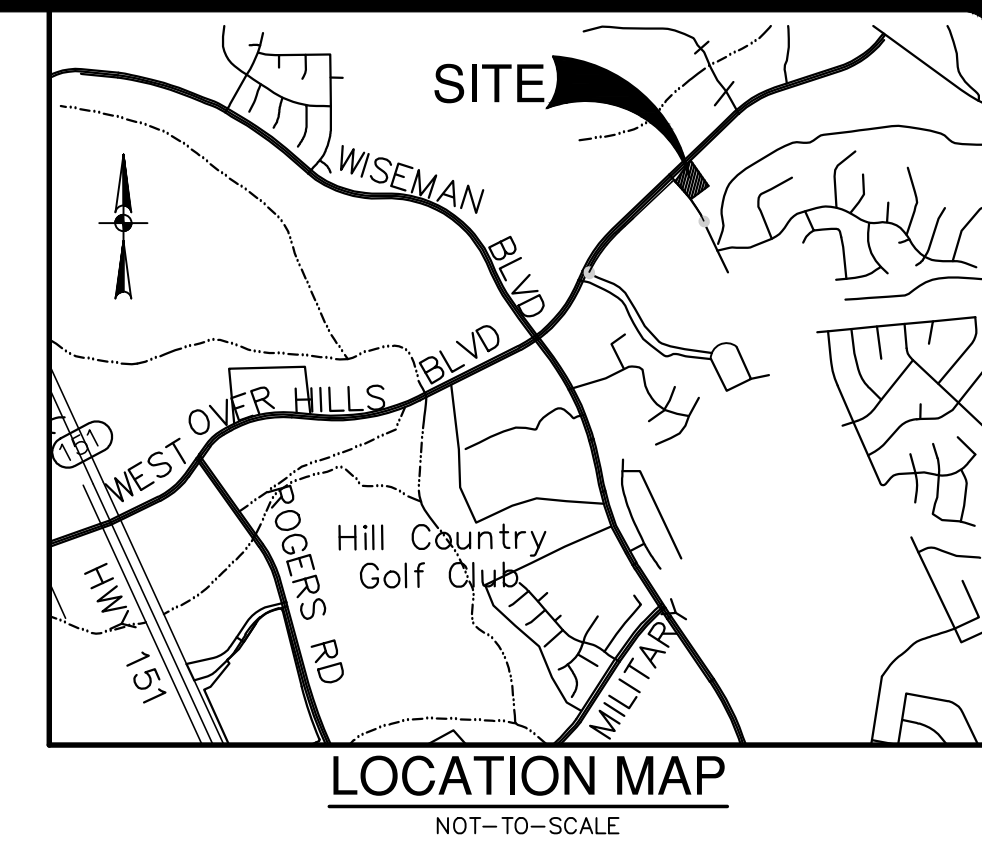 SITE
WISEMAN BLVD
WEST OVER HILLS BLVD
151
ROGERS RD
Hill Country
Golf Club
HWY 151
MILITAR
LOCATION MAP
NOT-TO-SCALE